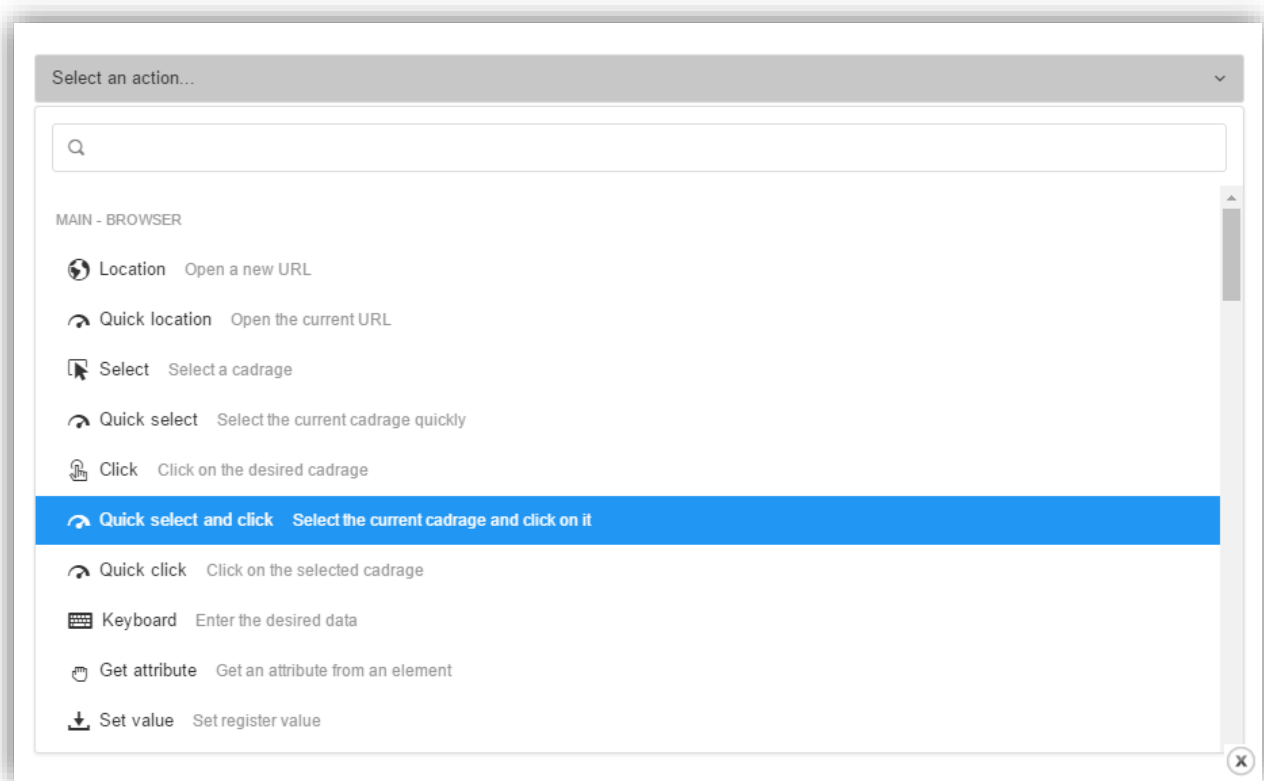 Select an action...
MAIN - BROWSER
Location Open a new URL
Quick location Open the current URL
Select Select a cadrage
Quick select Select the current cadrage quickly
Click Click on the desired cadrage
Quick select and click Select the current cadrage and click on it
Quick click Click on the selected cadrage
Keyboard Enter the desired data
Get attribute Get an attribute from an element
Set value Set register value